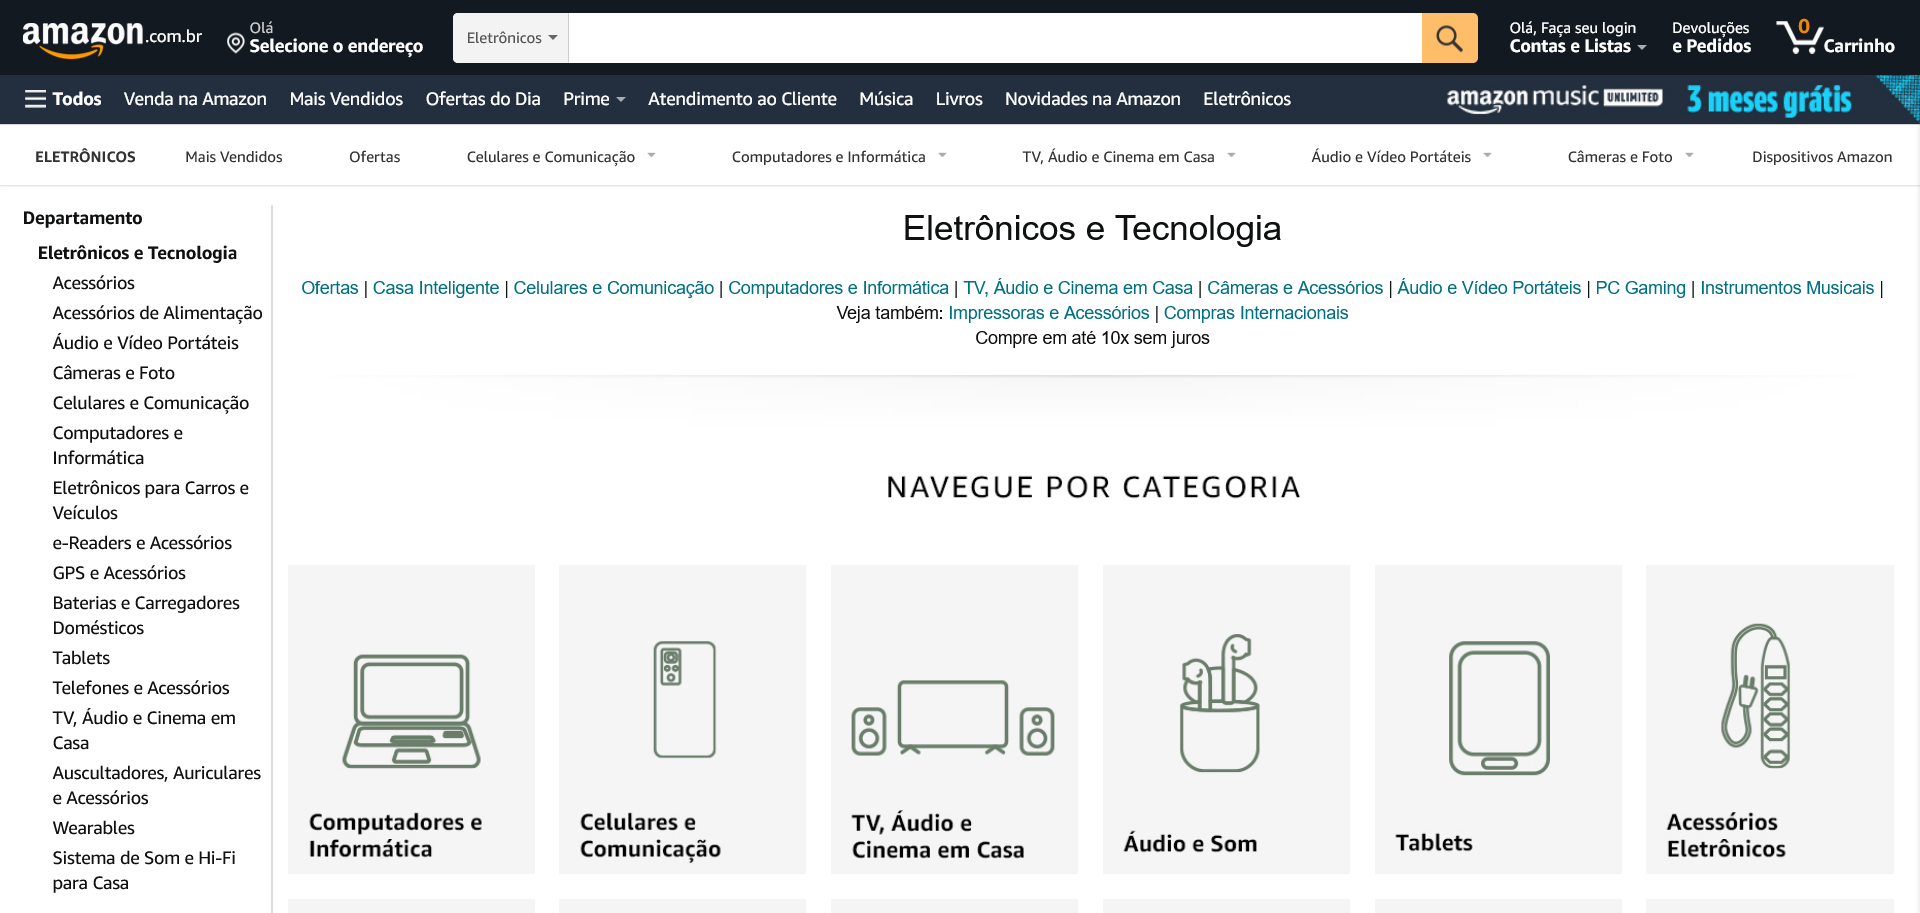 amazon.com.br
Olá
Selecione o endereço
Eletrônicos
Olá, Faça seu login
Contas e Listas
Devoluções
e Pedidos
0
Carrinho
Todos
Venda na Amazon
Mais Vendidos
Ofertas do Dia
Prime
Atendimento ao Cliente
Música
Livros
Novidades na Amazon
Eletrônicos
amazon music UNLIMITED
3 meses grátis
ELETRÔNICOS
Mais Vendidos
Ofertas
Celulares e Comunicação
Computadores e Informática
TV, Áudio e Cinema em Casa
Áudio e Vídeo Portáteis
Câmeras e Foto
Dispositivos Amazon
Departamento
Eletrônicos e Tecnologia
Acessórios
Acessórios de Alimentação
Áudio e Vídeo Portáteis
Câmeras e Foto
Celulares e Comunicação
Computadores e
Informática
Eletrônicos para Carros e
Veículos
e-Readers e Acessórios
GPS e Acessórios
Baterias e Carregadores
Domésticos
Tablets
Telefones e Acessórios
TV, Áudio e Cinema em
Casa
Auscultadores, Auriculares
e Acessórios
Wearables
Sistema de Som e Hi-Fi
para Casa
Eletrônicos e Tecnologia
Ofertas | Casa Inteligente | Celulares e Comunicação | Computadores e Informática | TV, Áudio e Cinema em Casa | Câmeras e Acessórios | Áudio e Vídeo Portáteis | PC Gaming | Instrumentos Musicais |
Veja também: Impressoras e Acessórios | Compras Internacionais
Compre em até 10x sem juros
NAVEGUE POR CATEGORIA
Computadores e
Informática
Celulares e
Comunicação
TV, Áudio e
Cinema em Casa
Áudio e Som
Tablets
Acessórios
Eletrônicos